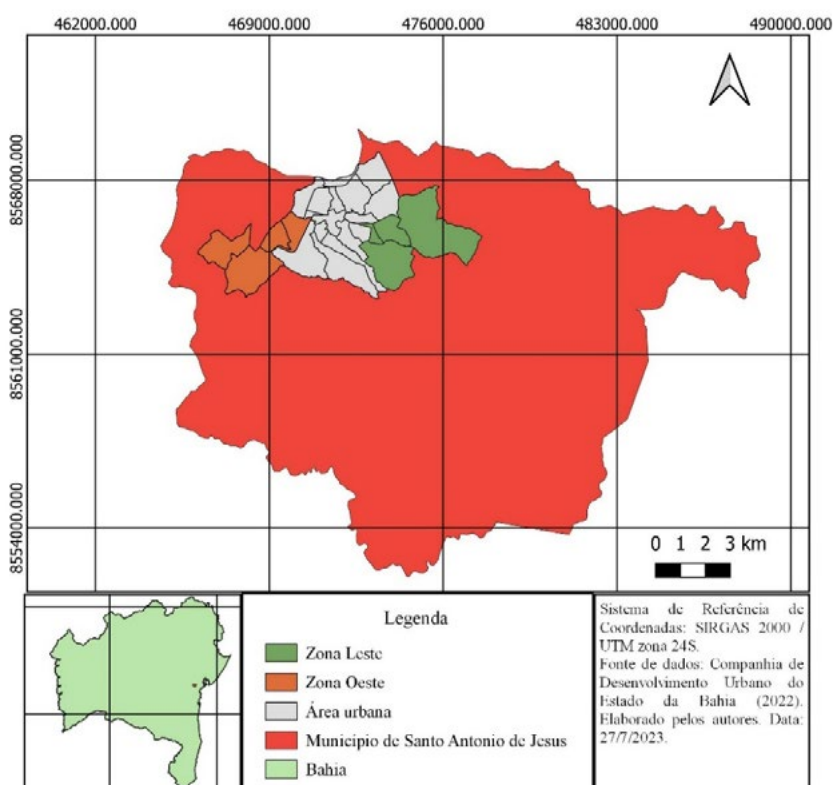 462000.000 469000.000 476000.000 483000.000 490000.000
8568000.000
8561000.000
8554000.000
0 1 2 3 km
Legenda
Zona Leste
Zona Oeste
Área urbana
Município de Santo Antonio de Jesus
Bahia
Sistema de Referência de
Coordenadas: SIRGAS 2000 /
UTM zona 24S.
Fonte de dados: Companhia de
Desenvolvimento Urbano do
Estado da Bahia (2022).
Elaborado pelos autores. Data:
27/7/2023.